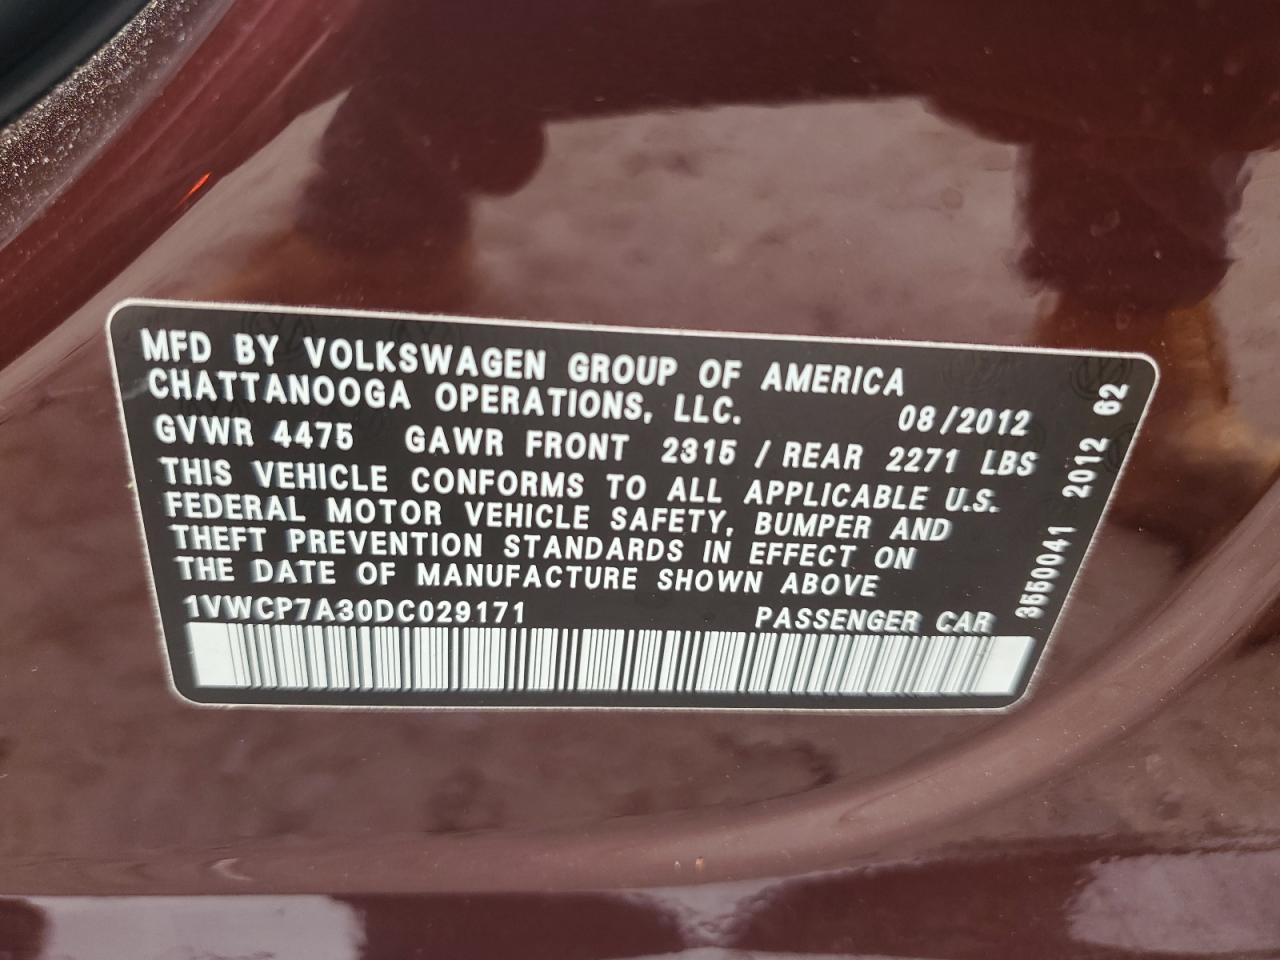 MFD BY VOLKSWAGEN GROUP OF AMERICA
CHATTANOOGA OPERATIONS, LLC. 08/2012
GVWR 4475 GAWR FRONT 2315 / REAR 2271 LBS
THIS VEHICLE CONFORMS TO ALL APPLICABLE U.S.
FEDERAL MOTOR VEHICLE SAFETY, BUMPER AND
THEFT PREVENTION STANDARDS IN EFFECT ON
THE DATE OF MANUFACTURE SHOWN ABOVE
1VWCP7A30DC029171 PASSENGER CAR
3550041 2012 62